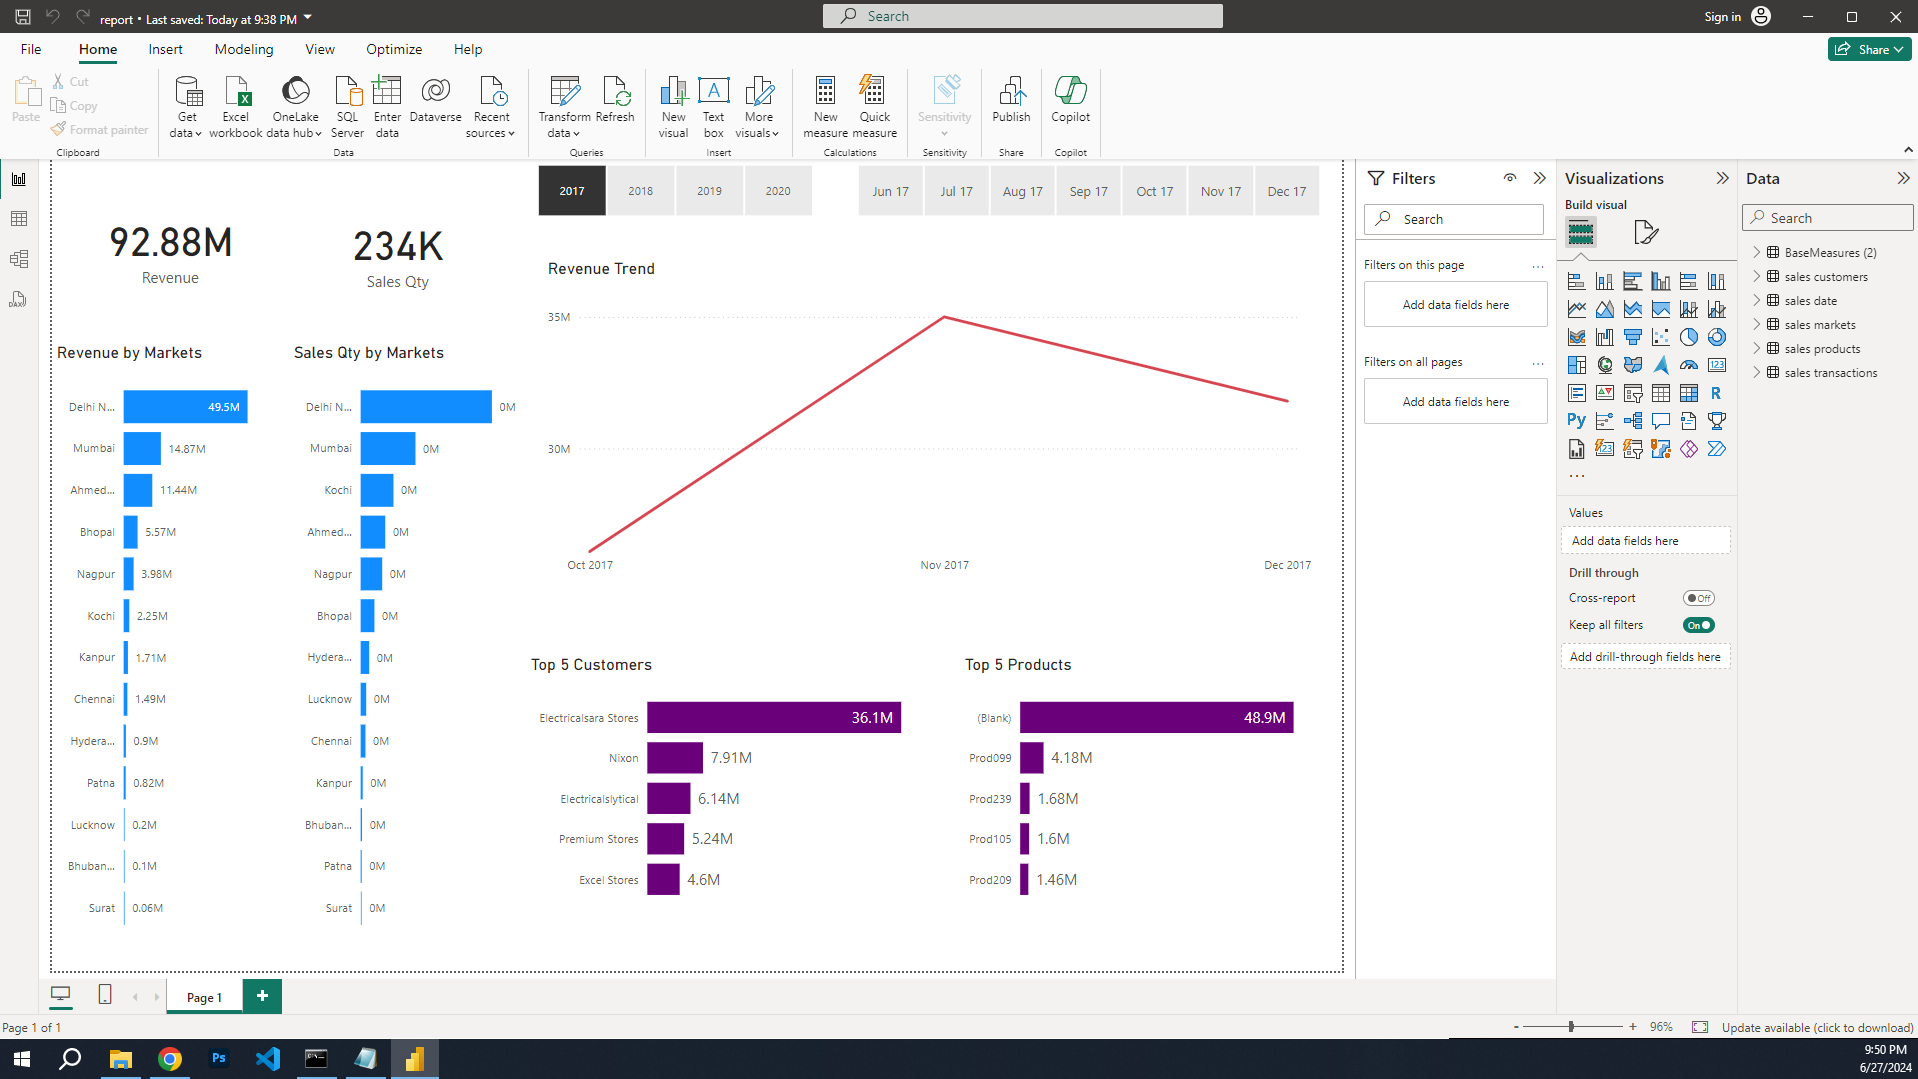 report • Last saved: Today at 9:38 PM
Search
Sign in
File Home Insert Modeling View Optimize Help
Share
Paste
Cut
Copy
Format painter
Clipboard
Get data
Excel workbook
OneLake data hub
SQL Server
Enter data
Dataverse
Recent sources
Data
Transform data
Refresh
Queries
New visual
Text box
More visuals
Insert
New measure
Quick measure
Calculations
Sensitivity
Sensitivity
Publish
Share
Copilot
Copilot
2017 2018 2019 2020
Jun 17 Jul 17 Aug 17 Sep 17 Oct 17 Nov 17 Dec 17
92.88M
Revenue
234K
Sales Qty
Revenue by Markets
Delhi N... 49.5M
Mumbai 14.87M
Ahmed... 11.44M
Bhopal 5.57M
Nagpur 3.98M
Kochi 2.25M
Kanpur 1.71M
Chennai 1.49M
Hydera... 0.9M
Patna 0.82M
Lucknow 0.2M
Bhuban... 0.1M
Surat 0.06M
Sales Qty by Markets
Delhi N... 0M
Mumbai 0M
Kochi 0M
Ahmed... 0M
Nagpur 0M
Bhopal 0M
Hydera... 0M
Lucknow 0M
Chennai 0M
Kanpur 0M
Bhuban... 0M
Patna 0M
Surat 0M
Revenue Trend
35M
30M
Oct 2017 Nov 2017 Dec 2017
Top 5 Customers
Electricalsara Stores 36.1M
Nixon 7.91M
Electricalslytical 6.14M
Premium Stores 5.24M
Excel Stores 4.6M
Top 5 Products
(Blank) 48.9M
Prod099 4.18M
Prod239 1.68M
Prod105 1.6M
Prod209 1.46M
Filters
Search
Filters on this page ...
Add data fields here
Filters on all pages ...
Add data fields here
Visualizations
Build visual
123
R
Py
123
...
Values
Add data fields here
Drill through
Cross-report Off
Keep all filters On
Add drill-through fields here
Data
Search
BaseMeasures (2)
sales customers
sales date
sales markets
sales products
sales transactions
DAX
Page 1
+
Page 1 of 1
- + 96%
Update available (click to download)
Ps
9:50 PM
6/27/2024